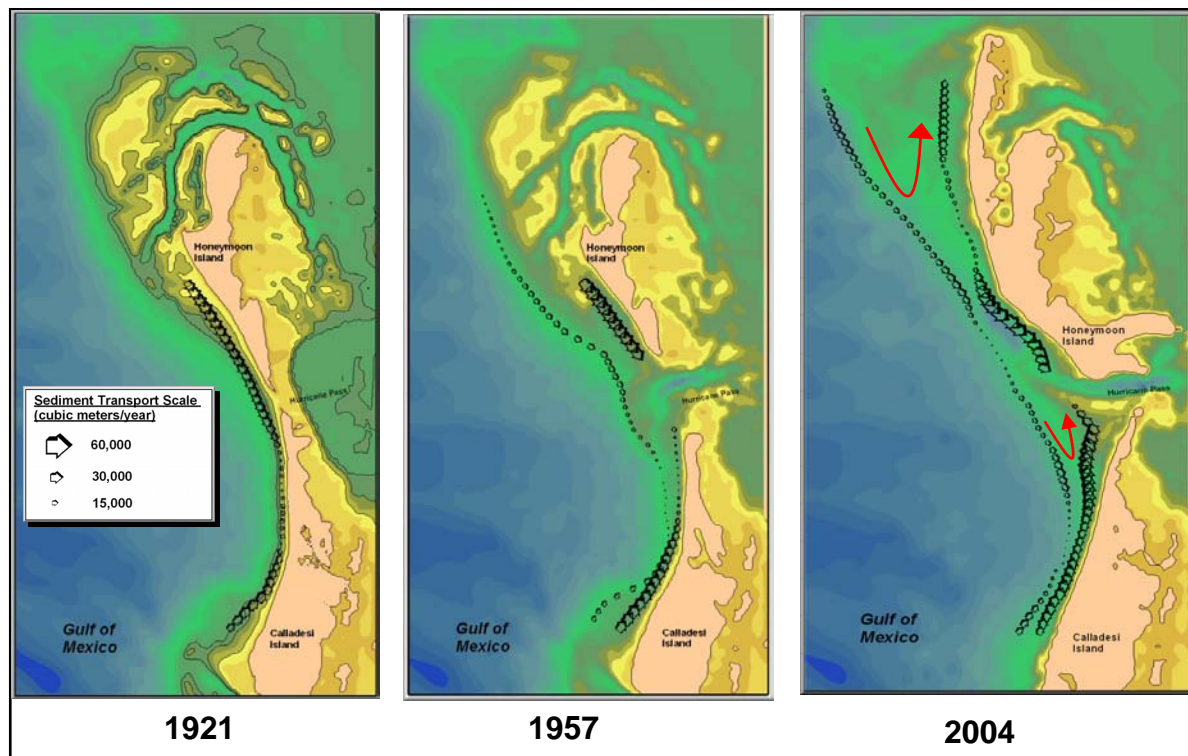 Honeymoon
Island
Hurricane Pass
Sediment Transport Scale
(cubic meters/year)
60,000
30,000
15,000
Gulf of
Mexico
Calladesi
Island
1921
Honeymoon
Island
Hurricane Pass
Gulf of
Mexico
Calladesi
Island
1957
Honeymoon
Island
Hurricane Pass
Gulf of
Mexico
Calladesi
Island
2004